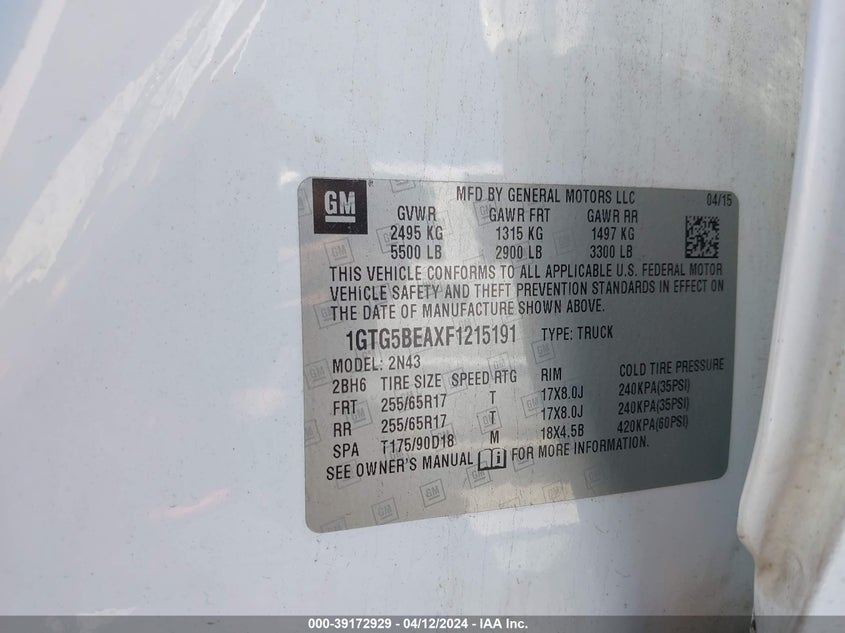 GM
MFD BY GENERAL MOTORS LLC 04/15
GVWR GAWR FRT GAWR RR
2495 KG 1315 KG 1497 KG
5500 LB 2900 LB 3300 LB
THIS VEHICLE CONFORMS TO ALL APPLICABLE U.S. FEDERAL MOTOR
VEHICLE SAFETY AND THEFT PREVENTION STANDARDS IN EFFECT ON
THE DATE OF MANUFACTURE SHOWN ABOVE.
1GTG5BEAXF1215191 TYPE: TRUCK
MODEL: 2N43
2BH6 TIRE SIZE SPEED RTG RIM COLD TIRE PRESSURE
FRT 255/65R17 T 17X8.0J 240KPA(35PSI)
RR 255/65R17 T 17X8.0J 240KPA(35PSI)
SPA T175/90D18 M 18X4.5B 420KPA(60PSI)
SEE OWNER'S MANUAL FOR MORE INFORMATION.
000-39172929 - 04/12/2024 - IAA Inc.